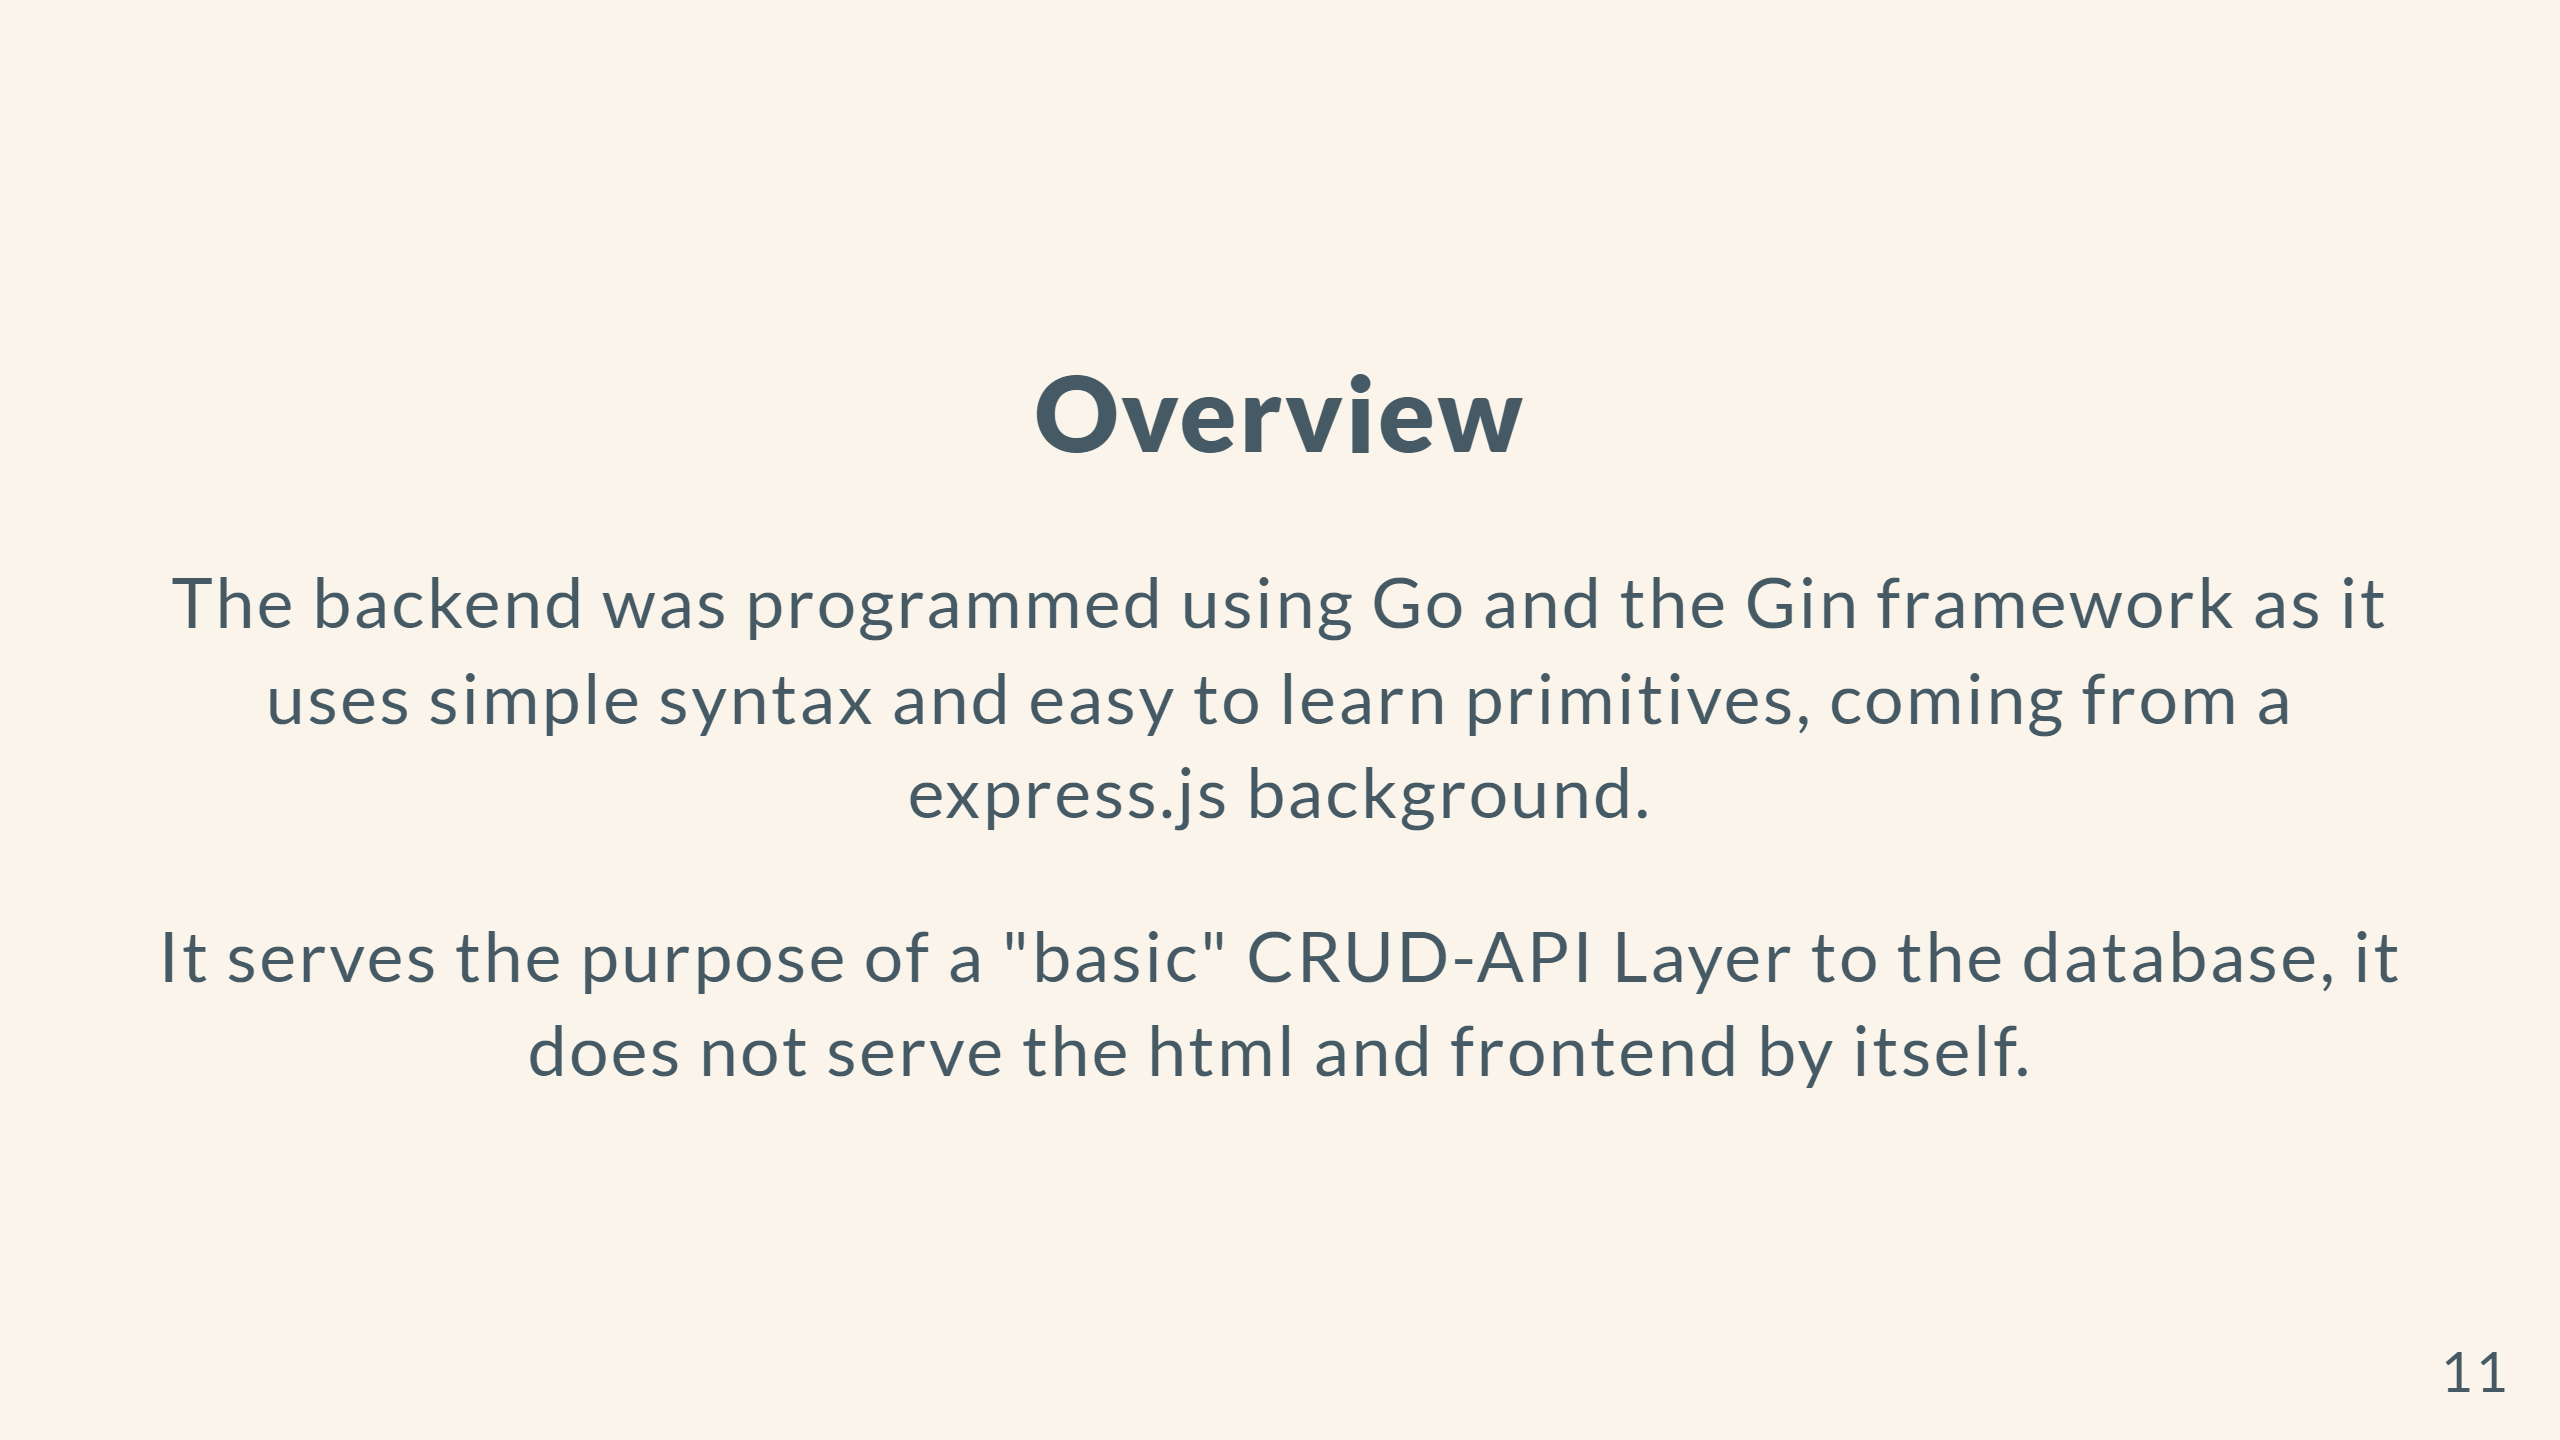 Overview
The backend was programmed using Go and the Gin framework as it
uses simple syntax and easy to learn primitives, coming from a
express.js background.
It serves the purpose of a "basic" CRUD-API Layer to the database, it
does not serve the html and frontend by itself.
11